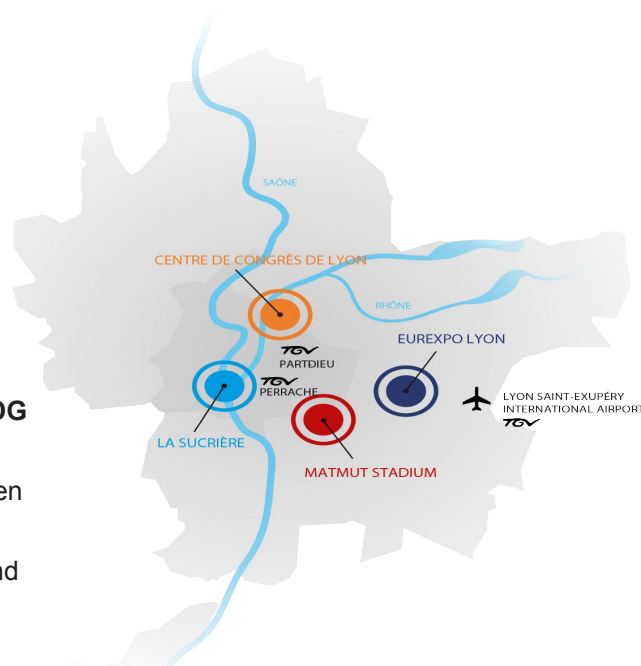 SAÔNE
CENTRE DE CONGRÈS DE LYON
RHÔNE
EUREXPO LYON
TGV
PARTDIEU
TGV
PERRACHE
LYON SAINT-EXUPÉRY
INTERNATIONAL AIRPORT
TGV
LA SUCRIÈRE
MATMUT STADIUM